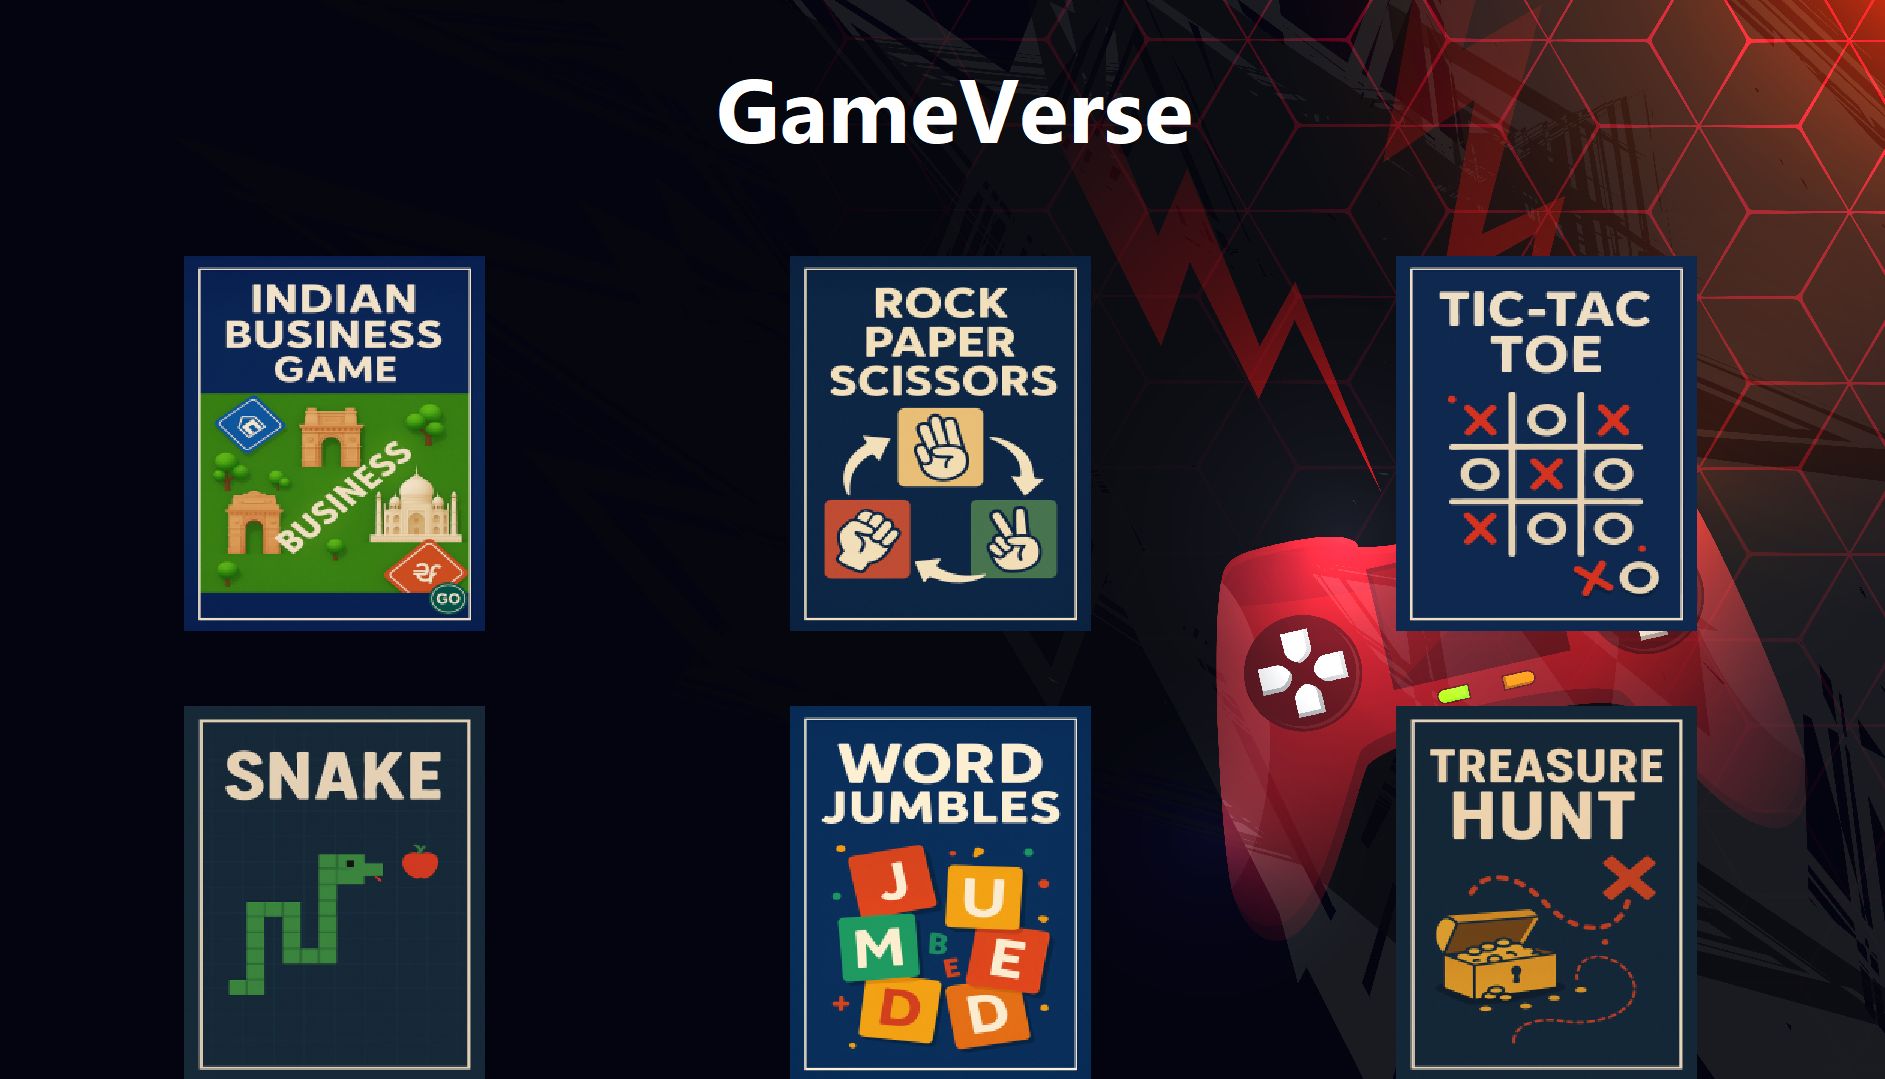 GameVerse
INDIAN
BUSINESS
GAME
BUSINESS
GO
ROCK
PAPER
SCISSORS
TIC-TAC
TOE
X O X
O X O
X O O
X O
SNAKE
WORD
JUMBLES
J U
M B E
E
D D
TREASURE
HUNT